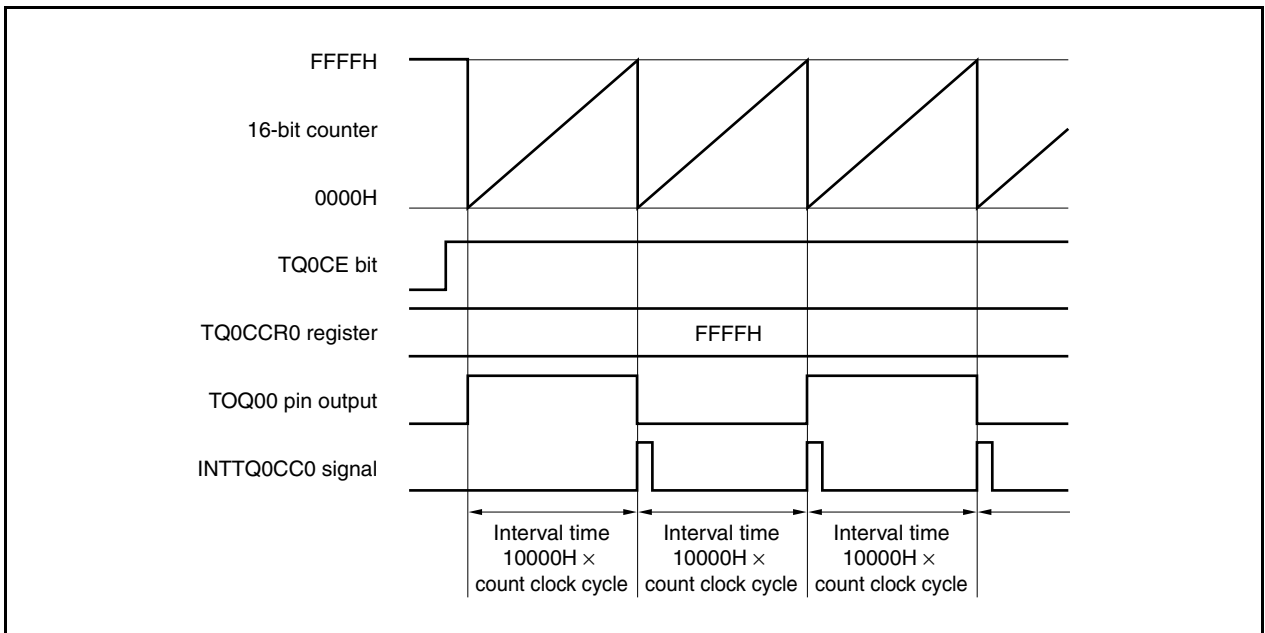 FFFFH
16-bit counter
0000H
TQ0CE bit
TQ0CCR0 register
FFFFH
TOQ00 pin output
INTTQ0CC0 signal
Interval time
10000H ×
count clock cycle
Interval time
10000H ×
count clock cycle
Interval time
10000H ×
count clock cycle